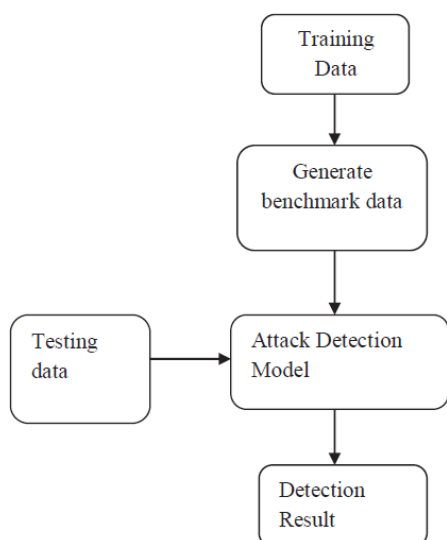 Training
Data
Generate
benchmark data
Testing
data
Attack Detection
Model
Detection
Result